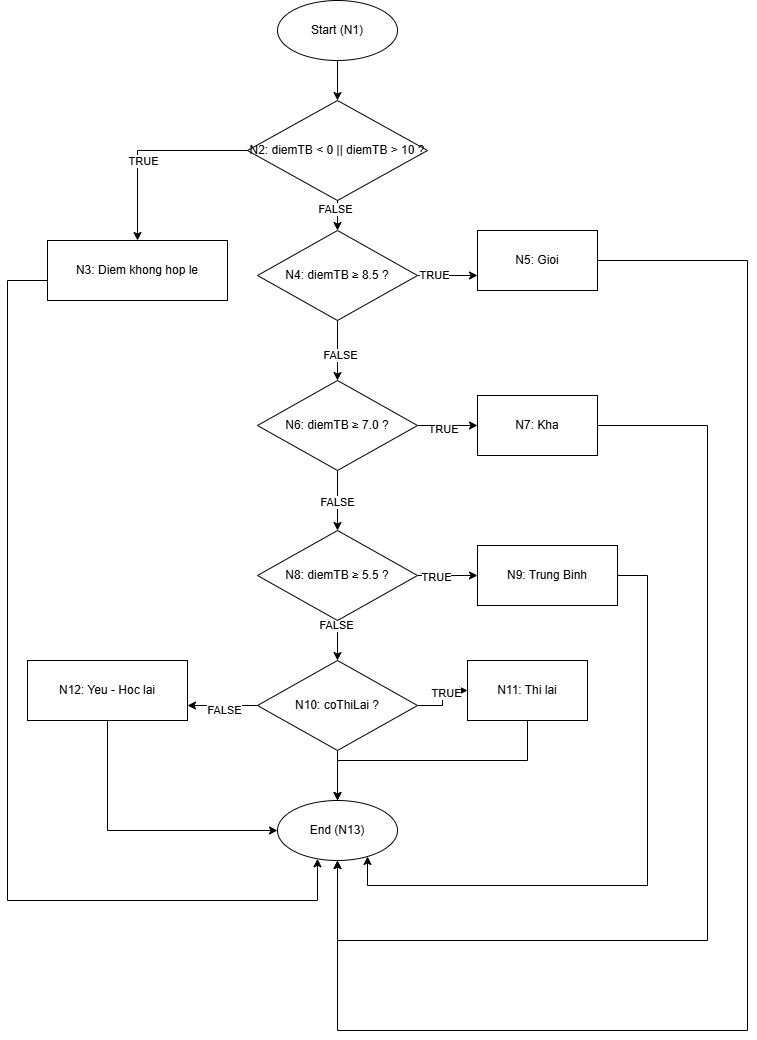 Start (N1)
N2: diemTB < 0 || diemTB > 10 ?
TRUE
FALSE
N3: Diem khong hop le
N4: diemTB ≥ 8.5 ?
TRUE
N5: Gioi
FALSE
N6: diemTB ≥ 7.0 ?
TRUE
N7: Kha
FALSE
N8: diemTB ≥ 5.5 ?
TRUE
N9: Trung Binh
FALSE
N12: Yeu - Hoc lai
FALSE
N10: coThiLai ?
TRUE
N11: Thi lai
End (N13)